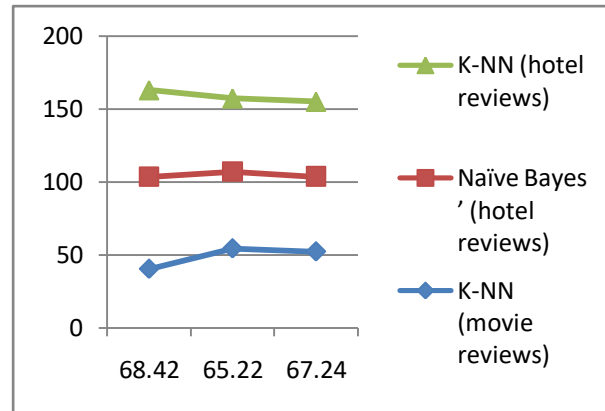 200
150
100
50
0
68.42 65.22 67.24
K-NN (hotel
reviews)
Naïve Bayes
’ (hotel
reviews)
K-NN
(movie
reviews)